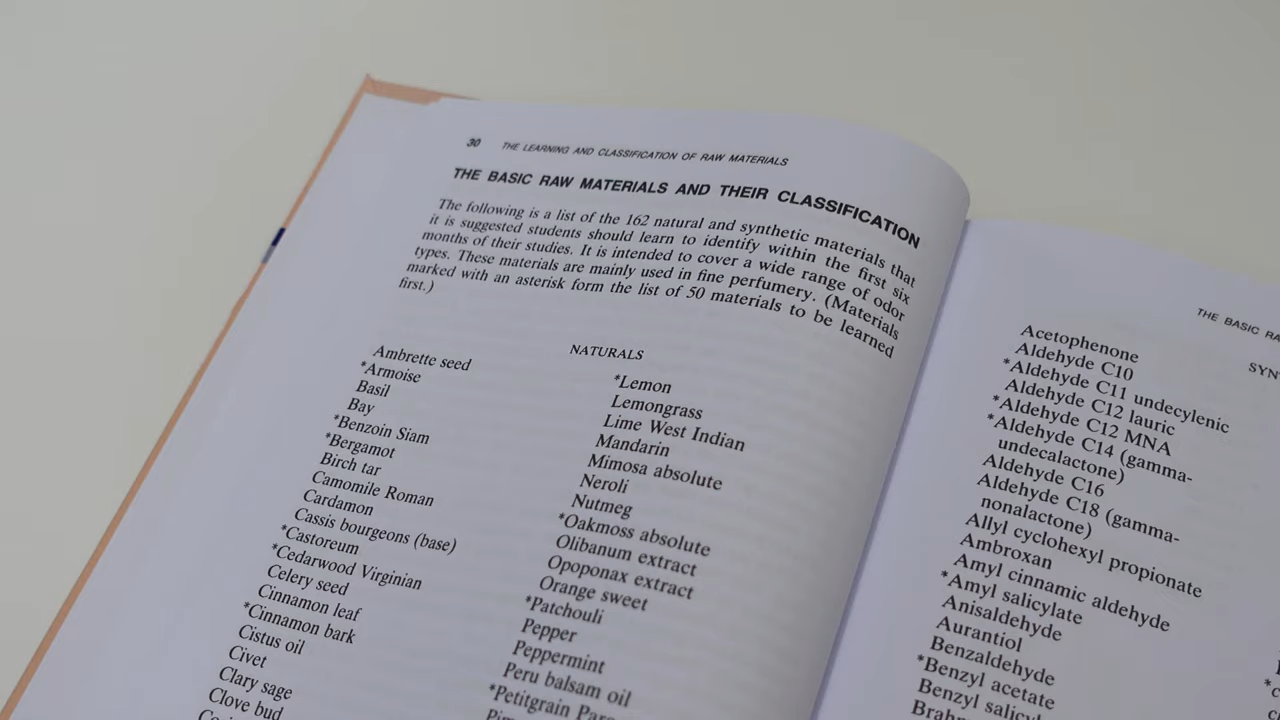 30 THE LEARNING AND CLASSIFICATION OF RAW MATERIALS
THE BASIC RAW MATERIALS AND THEIR CLASSIFICATION
The following is a list of the 162 natural and synthetic materials that
it is suggested students should learn to identify within the first six
months of their studies. It is intended to cover a wide range of odor
types. These materials are mainly used in fine perfumery. (Materials
marked with an asterisk form the list of 50 materials to be learned
first.)
NATURALS
Ambrette seed
*Armoise
Basil
Bay
*Benzoin Siam
*Bergamot
Birch tar
Camomile Roman
Cardamon
Cassis bourgeons (base)
*Castoreum
*Cedarwood Virginian
Celery seed
Cinnamon leaf
*Cinnamon bark
Cistus oil
Civet
Clary sage
Clove bud
*Lemon
Lemongrass
Lime West Indian
Mandarin
Mimosa absolute
Neroli
Nutmeg
*Oakmoss absolute
Olibanum extract
Opoponax extract
Orange sweet
*Patchouli
Pepper
Peppermint
Peru balsam oil
*Petitgrain
THE BASIC
Acetophenone
Aldehyde C10
*Aldehyde C11 undecylenic
Aldehyde C12 lauric
*Aldehyde C12 MNA
*Aldehyde C14 (gamma-
undecalactone)
Aldehyde C16
Aldehyde C18 (gamma-
nonalactone)
Allyl cyclohexyl propionate
Ambroxan
Amyl cinnamic aldehyde
*Amyl salicylate
Anisaldehyde
Aurantiol
Benzaldehyde
*Benzyl acetate
Benzyl